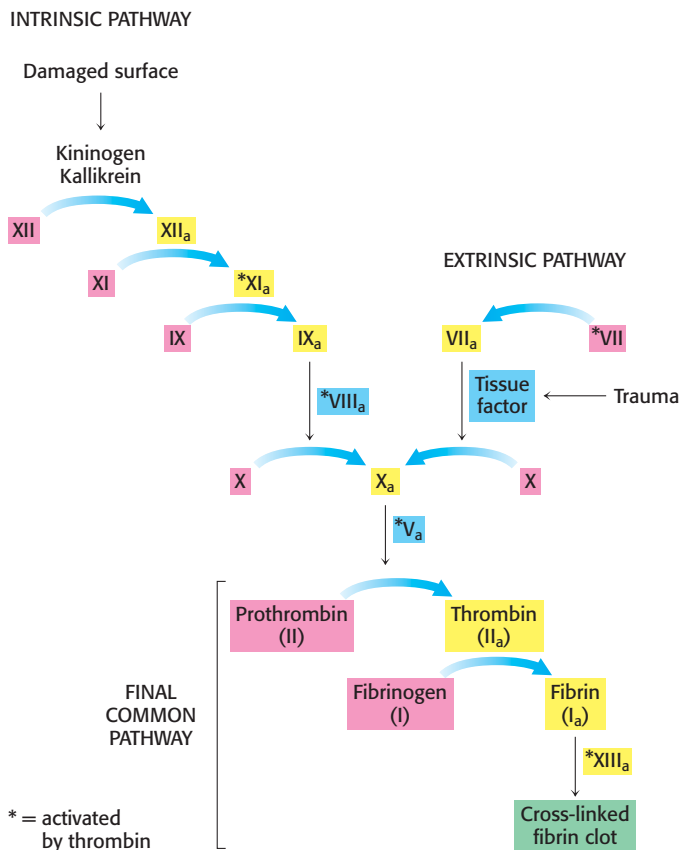 INTRINSIC PATHWAY
Damaged surface
Kininogen
Kallikrein
XII
XIIa
XI
*XIa
EXTRINSIC PATHWAY
IX
IXa
VIIa
*VII
*VIIIa
Tissue
factor
Trauma
X
Xa
X
*Va
Prothrombin
(II)
Thrombin
(IIa)
Fibrinogen
(I)
Fibrin
(Ia)
FINAL
COMMON
PATHWAY
*XIIIa
Cross-linked
fibrin clot
* = activated
by thrombin